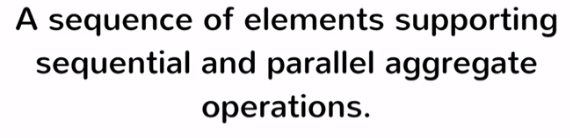 A sequence of elements supporting
sequential and parallel aggregate
operations.